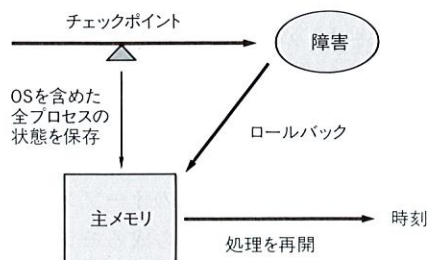 チェックポイント
障害
OSを含めた
全プロセスの
状態を保存
ロールバック
主メモリ
時刻
処理を再開